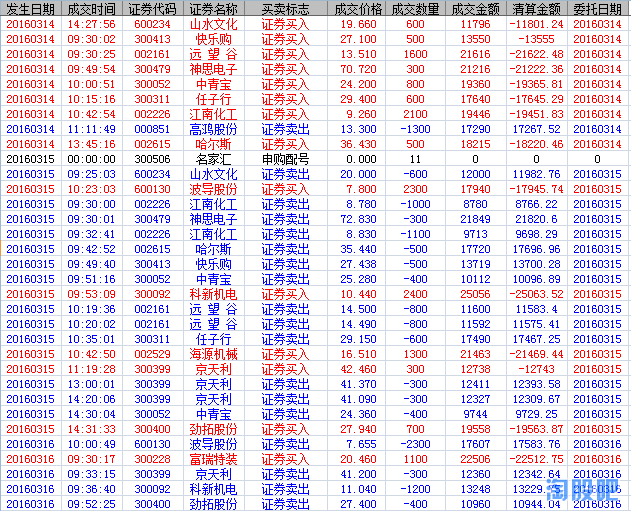 发生日期 成交时间 证券代码 证券名称 买卖标志 成交价格 成交数量 成交金额 清算金额 委托日期
20160314 14:27:56 600234 山水文化 证券买入 19.660 600 11796 -11801.24 20160314
20160314 09:30:02 300413 快乐购 证券买入 27.100 500 13550 -13555 20160314
20160314 09:30:25 002161 远 望 谷 证券买入 13.510 1600 21616 -21622.48 20160314
20160314 09:49:54 300479 神思电子 证券买入 70.720 300 21216 -21222.36 20160314
20160314 10:00:51 300052 中青宝 证券买入 24.200 800 19360 -19365.81 20160314
20160314 10:15:16 300311 任子行 证券买入 29.400 600 17640 -17645.29 20160314
20160314 10:42:54 002226 江南化工 证券买入 9.260 2100 19446 -19451.83 20160314
20160314 11:11:49 000851 高鸿股份 证券卖出 13.300 -1300 17290 17267.52 20160314
20160314 13:45:16 002615 哈尔斯 证券买入 36.430 500 18215 -18220.46 20160314
20160315 00:00:00 300506 名家汇 申购配号 0.000 11 0 0 0
20160315 09:25:03 600234 山水文化 证券卖出 20.000 -600 12000 11982.76 20160315
20160315 10:23:03 600130 波导股份 证券买入 7.800 2300 17940 -17945.74 20160315
20160315 09:30:00 002226 江南化工 证券卖出 8.780 -1000 8780 8766.22 20160315
20160315 09:30:01 300479 神思电子 证券卖出 72.830 -300 21849 21820.6 20160315
20160315 09:32:41 002226 江南化工 证券卖出 8.830 -1100 9713 9698.29 20160315
20160315 09:42:52 002615 哈尔斯 证券卖出 35.440 -500 17720 17696.96 20160315
20160315 09:49:40 300413 快乐购 证券卖出 27.438 -500 13719 13700.28 20160315
20160315 09:51:16 300052 中青宝 证券卖出 25.280 -400 10112 10096.89 20160315
20160315 09:53:09 300092 科新机电 证券买入 10.440 2400 25056 -25063.52 20160315
20160315 10:19:36 002161 远 望 谷 证券卖出 14.500 -800 11600 11583.4 20160315
20160315 10:20:02 002161 远 望 谷 证券卖出 14.490 -800 11592 11575.41 20160315
20160315 10:35:01 300311 任子行 证券卖出 29.150 -600 17490 17467.25 20160315
20160315 10:42:50 002529 海源机械 证券买入 16.510 1300 21463 -21469.44 20160315
20160315 11:19:28 300399 京天利 证券买入 42.460 300 12738 -12743 20160315
20160315 13:00:01 300399 京天利 证券卖出 41.370 -300 12411 12393.58 20160315
20160315 14:20:06 300399 京天利 证券卖出 41.090 -300 12327 12309.67 20160315
20160315 14:30:04 300052 中青宝 证券卖出 24.360 -400 9744 9729.25 20160315
20160315 14:31:33 300400 劲拓股份 证券买入 27.940 700 19558 -19563.87 20160315
20160316 10:00:49 600130 波导股份 证券卖出 7.655 -2300 17607 17583.76 20160316
20160316 09:30:17 300228 富瑞特装 证券买入 20.460 1100 22506 -22512.75 20160316
20160316 09:33:15 300399 京天利 证券卖出 41.200 -300 12360 12342.64 20160316
20160316 09:36:40 300092 科新机电 证券卖出 11.040 -1200 13248 13229. 20160316
20160316 09:52:25 300400 劲拓股份 证券卖出 27.400 -400 10960 10944.04 20160316
淘股吧